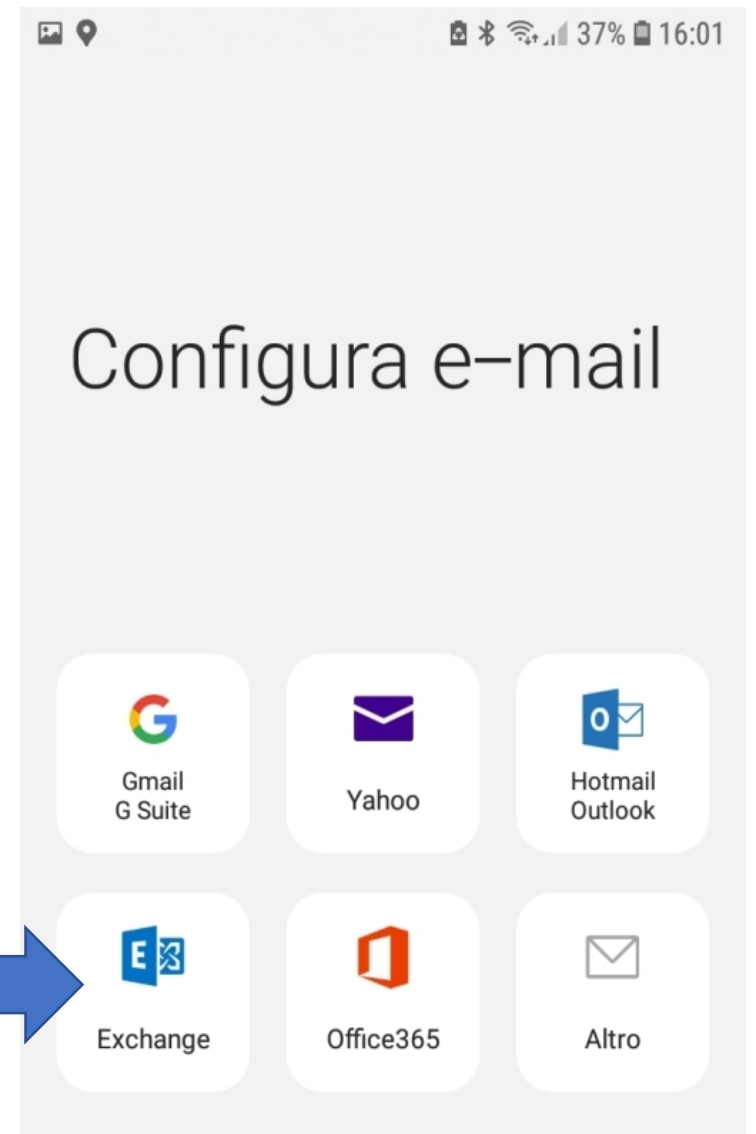 37% 16:01
Configura e-mail
G
Gmail
G Suite
Yahoo
O
Hotmail
Outlook
E
Exchange
Office365
Altro